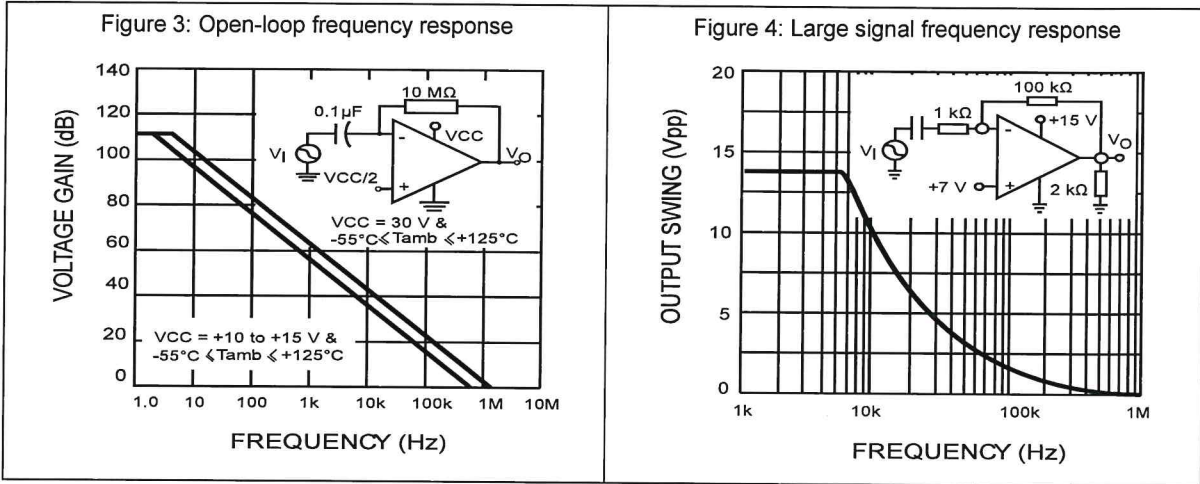 Figure 3: Open-loop frequency response
VOLTAGE GAIN (dB)
140
120
100
80
60
40
20
0
10 MΩ
0.1µF
VI
VCC
VO
VCC/2
VCC = 30 V &
-55°C ⩽ Tamb ⩽ +125°C
VCC = +10 to +15 V &
-55°C ⩽ Tamb ⩽ +125°C
1.0 10 100 1k 10k 100k 1M 10M
FREQUENCY (Hz)
Figure 4: Large signal frequency response
OUTPUT SWING (Vpp)
20
15
10
5
0
100 kΩ
1 kΩ
+15 V
VI
VO
+7 V
2 kΩ
1k 10k 100k 1M
FREQUENCY (Hz)